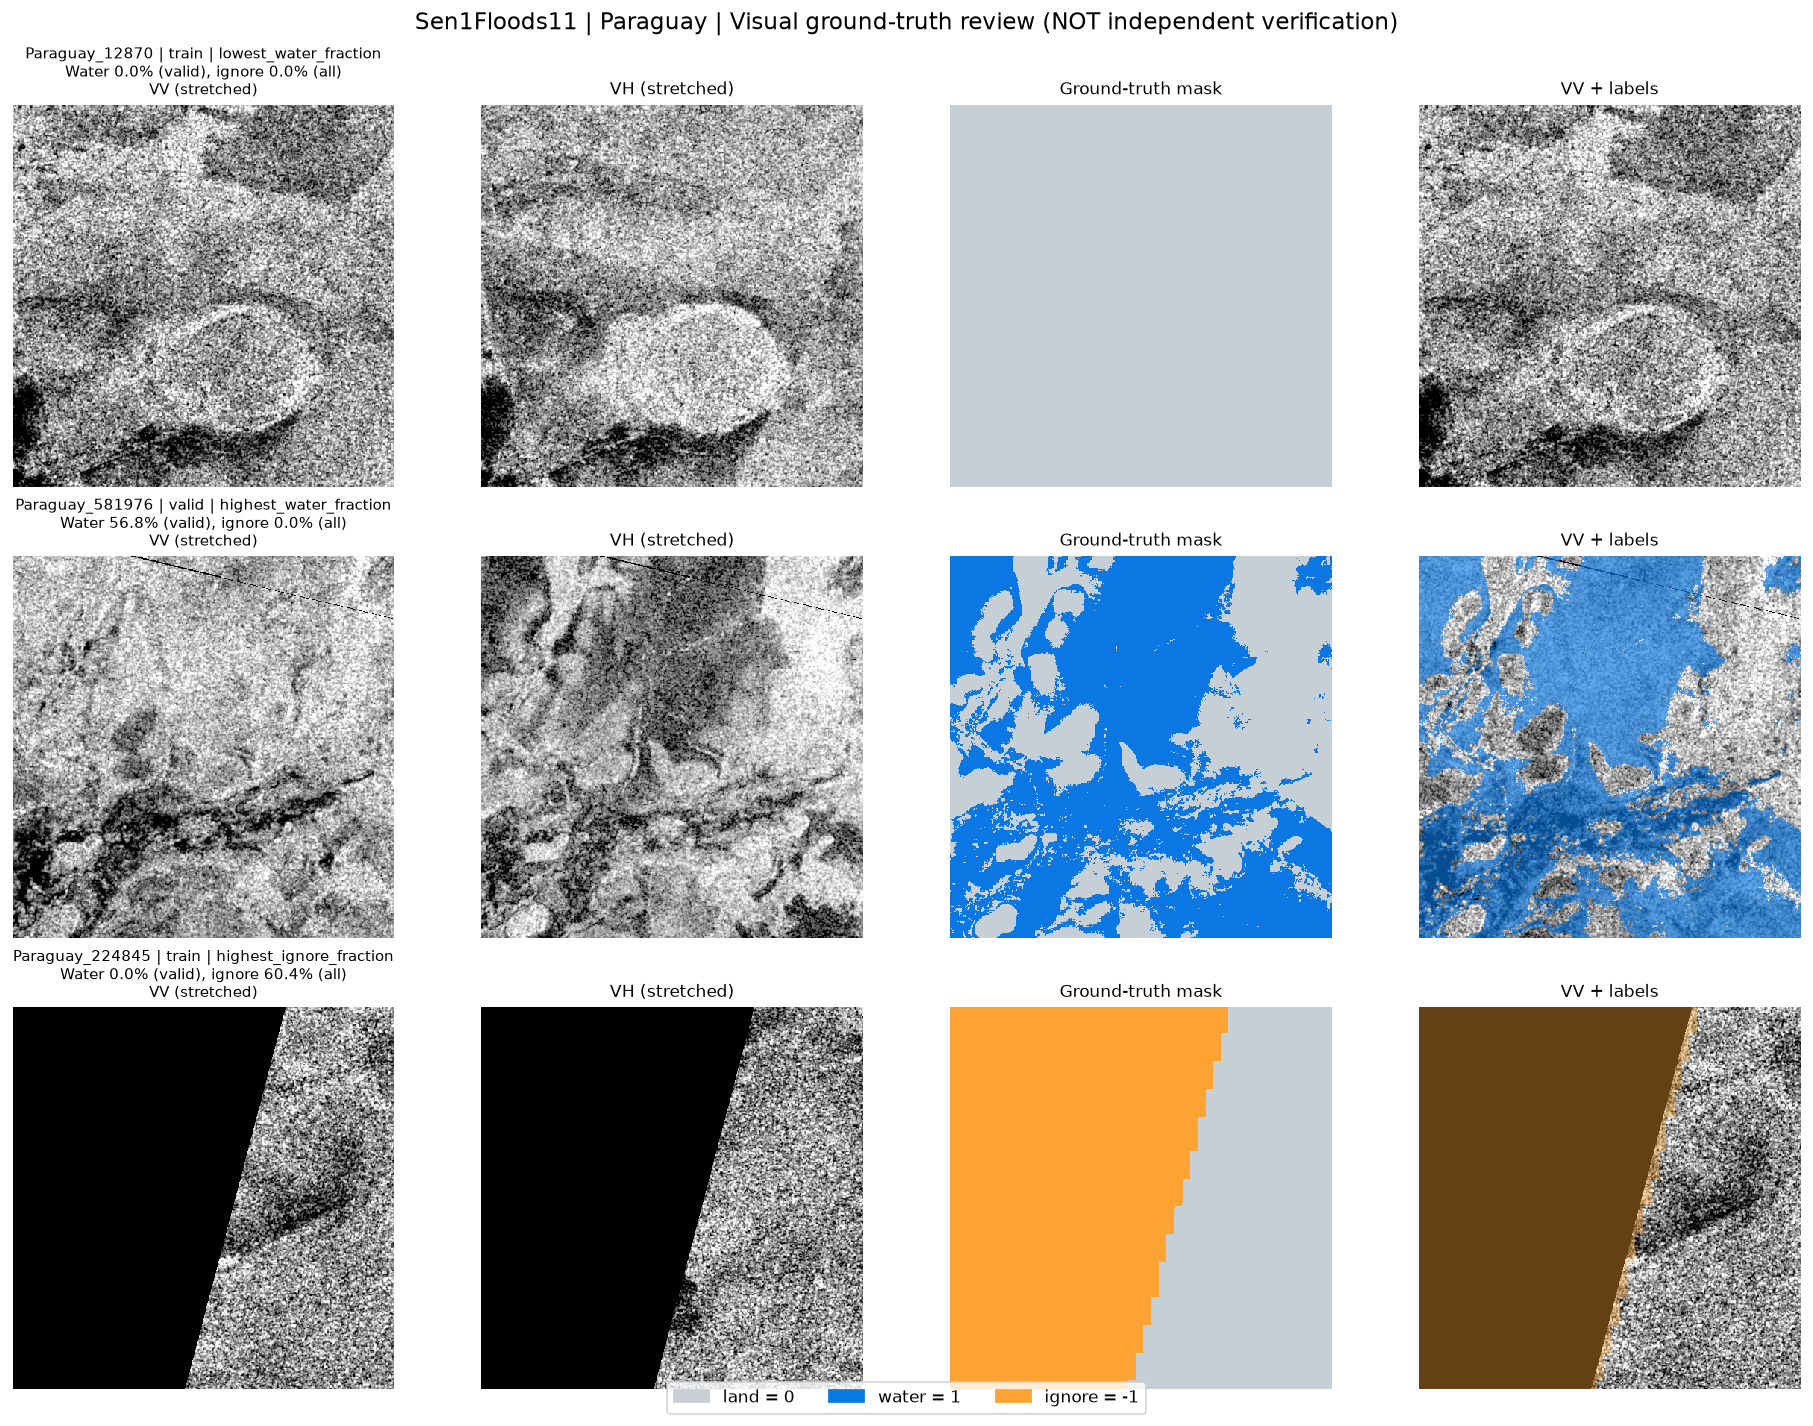 Sen1Floods11 | Paraguay | Visual ground-truth review (NOT independent verification)
Paraguay_12870 | train | lowest_water_fraction
Water 0.0% (valid), ignore 0.0% (all)
VV (stretched)
VH (stretched)
Ground-truth mask
VV + labels
Paraguay_581976 | valid | highest_water_fraction
Water 56.8% (valid), ignore 0.0% (all)
VV (stretched)
VH (stretched)
Ground-truth mask
VV + labels
Paraguay_224845 | train | highest_ignore_fraction
Water 0.0% (valid), ignore 60.4% (all)
VV (stretched)
VH (stretched)
Ground-truth mask
VV + labels
land = 0
water = 1
ignore = -1